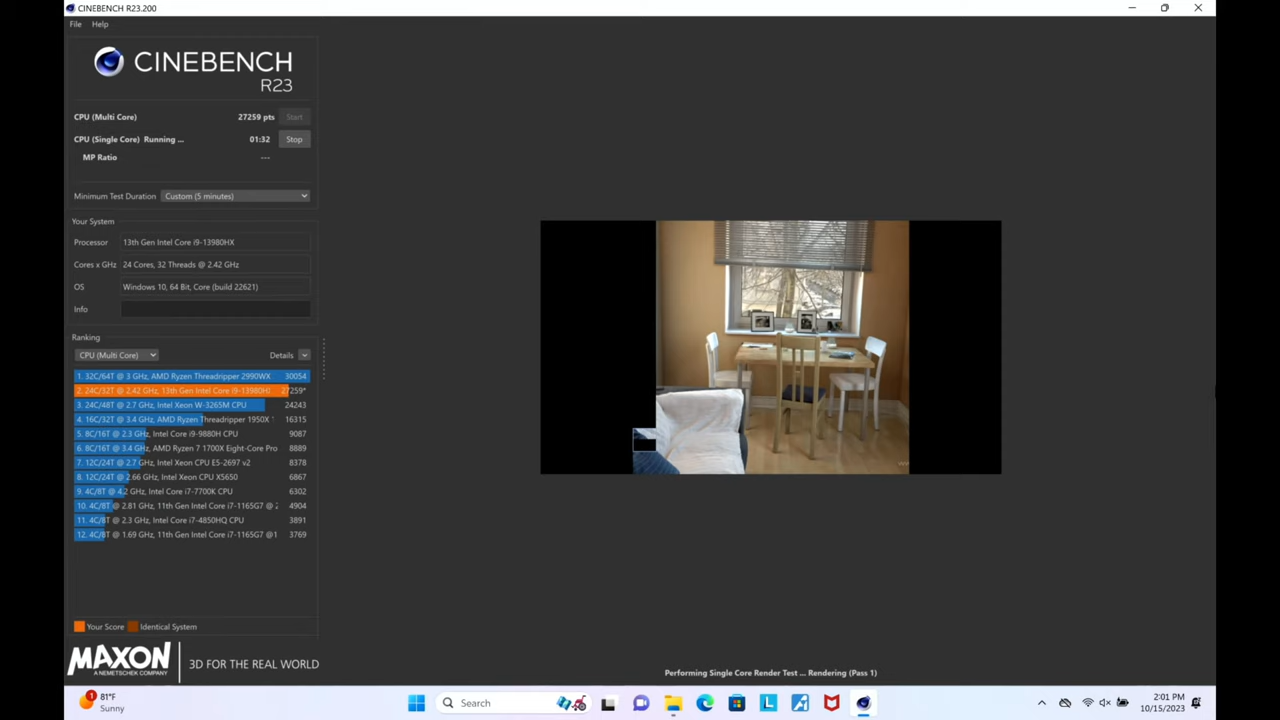 CINEBENCH R23.200
File Help
CINEBENCH
R23
CPU (Multi Core) 27259 pts Start
CPU (Single Core) Running ... 01:32 Stop
MP Ratio ---
Minimum Test Duration Custom (5 minutes)
Your System
Processor 13th Gen Intel Core i9-13980HX
Cores x GHz 24 Cores, 32 Threads @ 2.42 GHz
OS Windows 10, 64 Bit, Core (build 22621)
Info
Ranking
CPU (Multi Core) Details
1. 32C/64T @ 3 GHz, AMD Ryzen Threadripper 2990WX 30054
2. 24C/32T @ 2.42 GHz, 13th Gen Intel Core i9-13980H 27259*
3. 24C/48T @ 2.7 GHz, Intel Xeon W-3265M CPU 24243
4. 16C/32T @ 3.4 GHz, AMD Ryzen Threadripper 1950X 16315
5. 8C/16T @ 2.3 GHz, Intel Core i9-9880H CPU 9087
6. 8C/16T @ 3.4 GHz, AMD Ryzen 7 1700X Eight-Core Pro 8889
7. 12C/24T @ 2.7 GHz, Intel Xeon CPU E5-2697 v2 8378
8. 12C/24T @ 2.66 GHz, Intel Xeon CPU X5650 6867
9. 4C/8T @ 4.2 GHz, Intel Core i7-7700K CPU 6302
10. 4C/8T @ 2.81 GHz, 11th Gen Intel Core i7-1165G7 @ 2 4904
11. 4C/8T @ 2.3 GHz, Intel Core i7-4850HQ CPU 3891
12. 4C/8T @ 1.69 GHz, 11th Gen Intel Core i7-1165G7 @1 3769
Your Score Identical System
MAXON
A NEMETSCHEK COMPANY
3D FOR THE REAL WORLD
Performing Single Core Render Test ... Rendering (Pass 1)
1
81°F
Sunny
Search
L
2:01 PM
10/15/2023